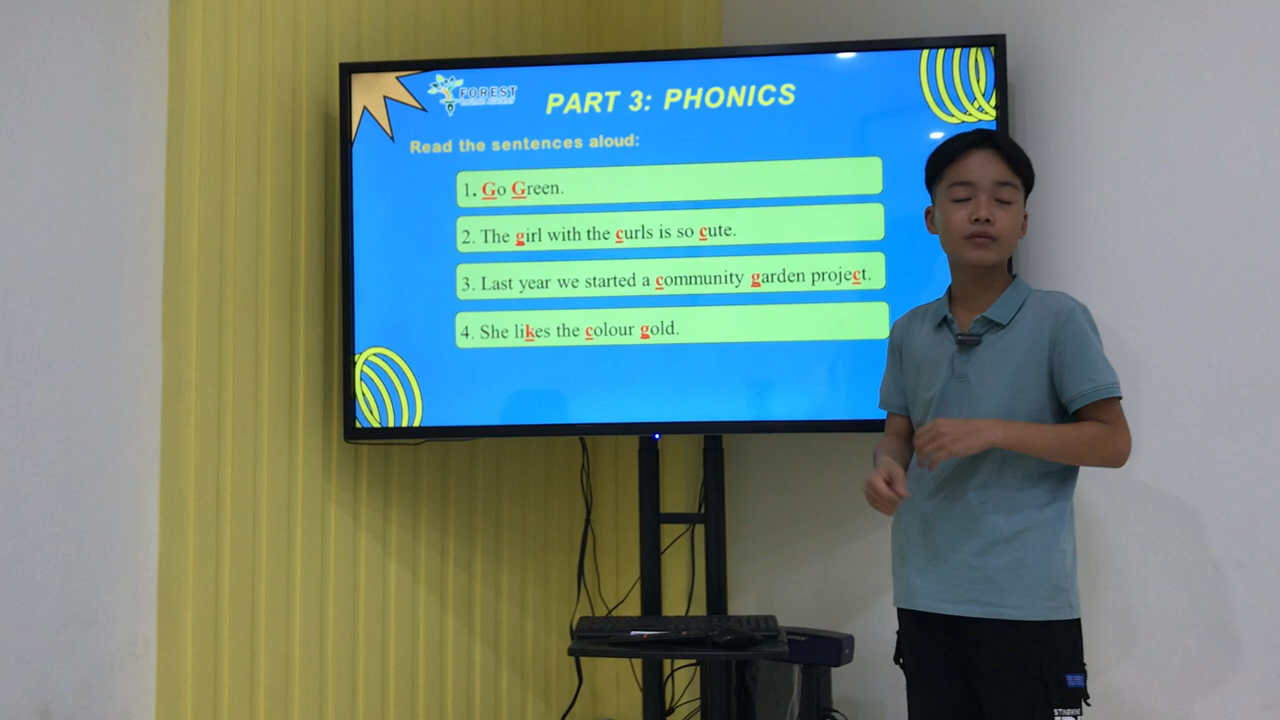 FOREST
PART 3: PHONICS
Read the sentences aloud:
1. Go Green.
2. The girl with the curls is so cute.
3. Last year we started a community garden project.
4. She likes the colour gold.